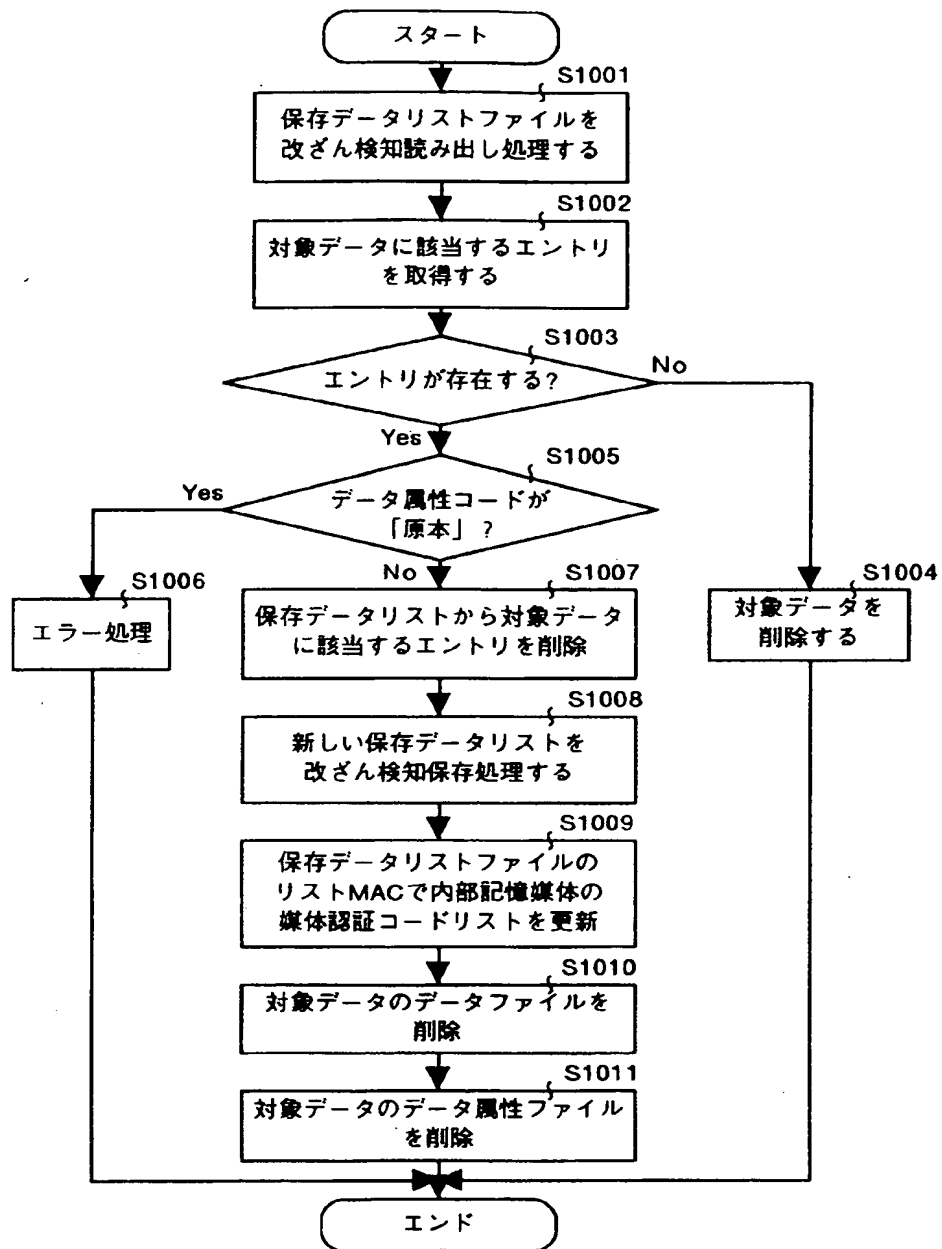 スタート
S1001
保存データリストファイルを
改ざん検知読み出し処理する
S1002
対象データに該当するエントリ
を取得する
S1003
エントリが存在する?
No
Yes
S1005
データ属性コードが
「原本」?
Yes
No
S1006
エラー処理
S1007
保存データリストから対象データ
に該当するエントリを削除
S1004
対象データを
削除する
S1008
新しい保存データリストを
改ざん検知保存処理する
S1009
保存データリストファイルの
リストMACで内部記憶媒体の
媒体認証コードリストを更新
S1010
対象データのデータファイルを
削除
S1011
対象データのデータ属性ファイル
を削除
エンド